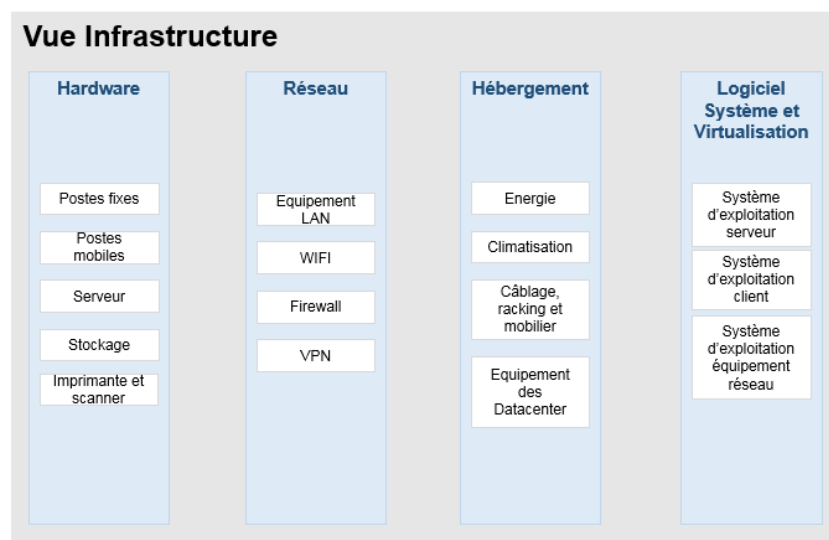 Vue Infrastructure
Hardware
Postes fixes
Postes
mobiles
Serveur
Stockage
Imprimante et
scanner
Réseau
Equipement
LAN
WIFI
Firewall
VPN
Hébergement
Energie
Climatisation
Câblage,
racking et
mobilier
Equipement
des
Datacenter
Logiciel
Système et
Virtualisation
Système
d'exploitation
serveur
Système
d'exploitation
client
Système
d'exploitation
équipement
réseau